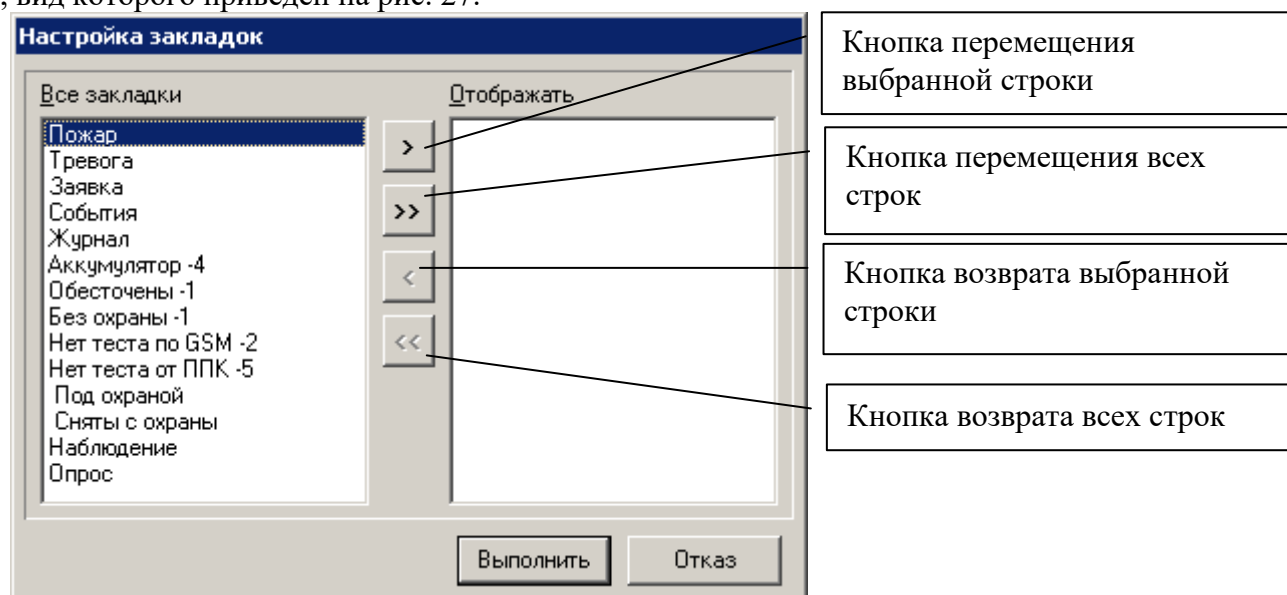 , вид которого приведен на рис. 27.
Настройка закладок
Все закладки
Отображать
Пожар
Тревога
Заявка
События
Журнал
Аккумулятор -4
Обесточены -1
Без охраны -1
Нет теста по GSM -2
Нет теста от ППК -5
Под охраной
Сняты с охраны
Наблюдение
Опрос
>
>>
<
<<
Выполнить
Отказ
Кнопка перемещения
выбранной строки
Кнопка перемещения всех
строк
Кнопка возврата выбранной
строки
Кнопка возврата всех строк